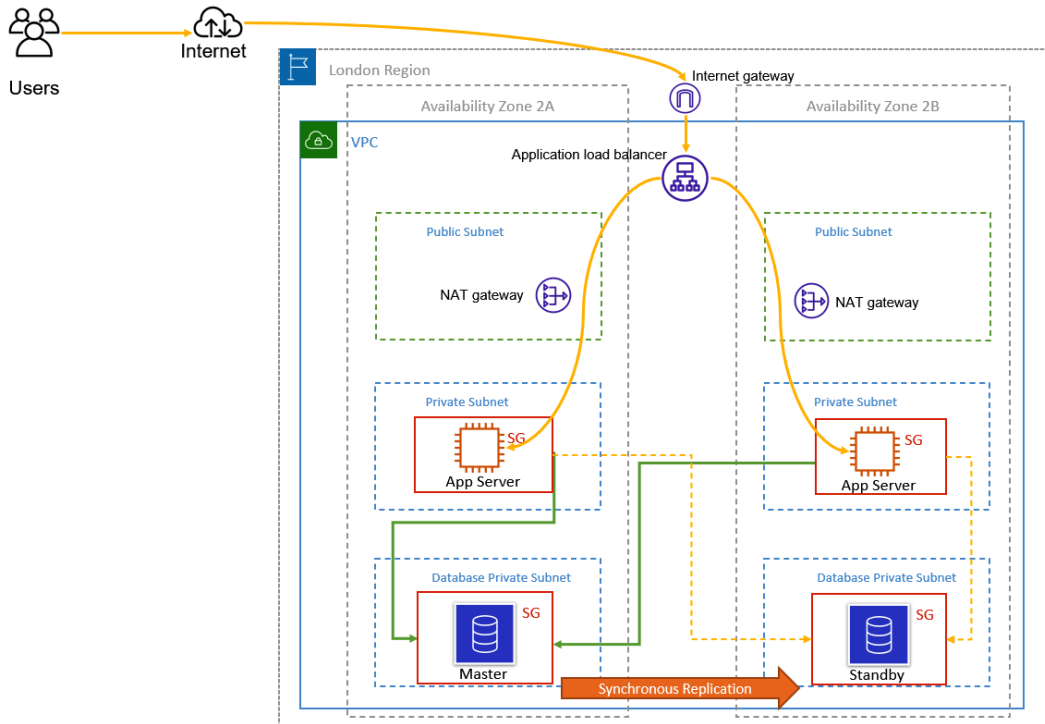 Users
Internet
London Region
Internet gateway
Availability Zone 2A
Availability Zone 2B
VPC
Application load balancer
Public Subnet
Public Subnet
NAT gateway
NAT gateway
Private Subnet
Private Subnet
SG
App Server
SG
App Server
Database Private Subnet
Database Private Subnet
SG
Master
SG
Standby
Synchronous Replication